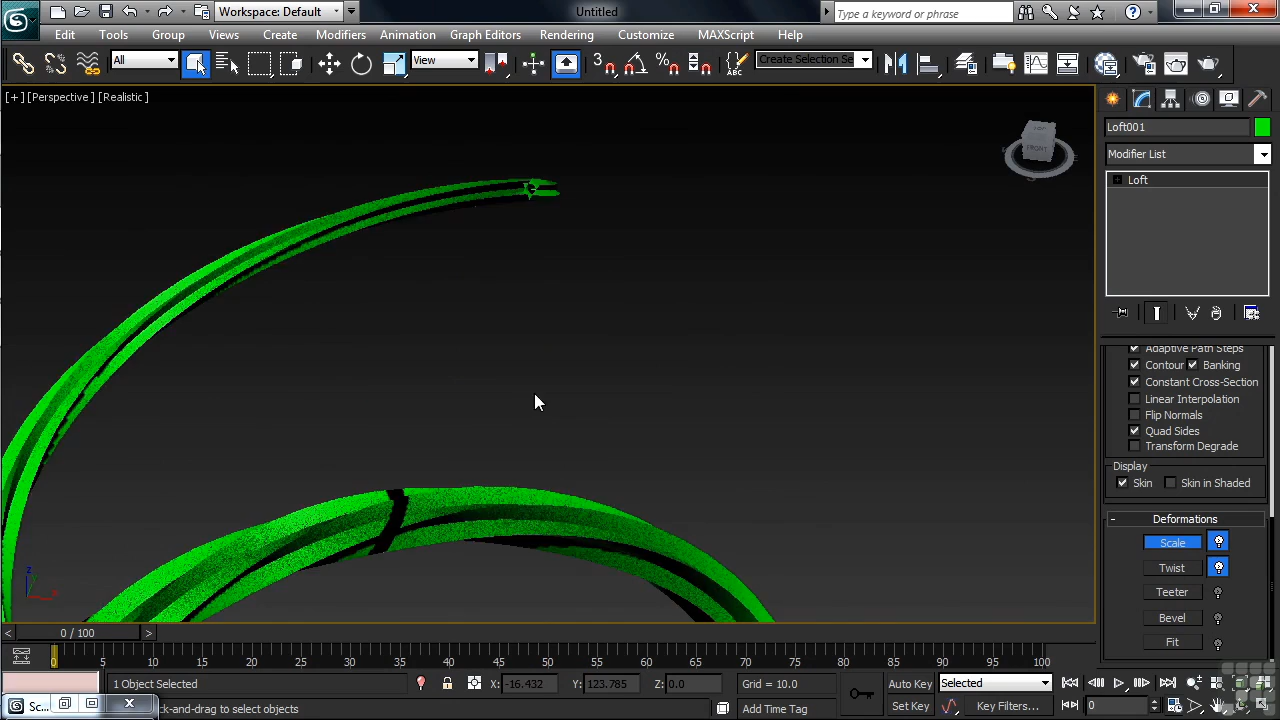 Workspace: Default
Untitled
Type a keyword or phrase
Edit Tools Group Views Create Modifiers Animation Graph Editors Rendering Customize MAXScript Help
All
View
3
Create Selection Se
[+] [Perspective ] [Realistic ]
TOP
FRONT
Loft001
Modifier List
Loft
Adaptive Path Steps
Contour Banking
Constant Cross-Section
Linear Interpolation
Flip Normals
Quad Sides
Transform Degrade
Display
Skin Skin in Shaded
- Deformations
Scale
Twist
Teeter
Bevel
Fit
z
x
< 0 / 100 >
0 5 10 15 20 25 30 35 40 45 50 55 60 65 70 75 80 85 90 95 100
1 Object Selected
X: -16.432 Y: 123.785 Z: 0.0
Grid = 10.0
Auto Key
Selected
Sc...
ck-and-drag to select objects
Add Time Tag
Set Key
Key Filters...
0